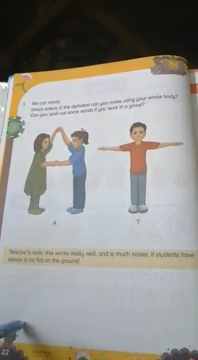 3. We can move!
Which letters of the alphabet can you make using your whole body?
Can you spell out some words if you work in a group?
A
T
Teacher's note: this works really well, and is much easier, if students have
space to lie flat on the ground!
22